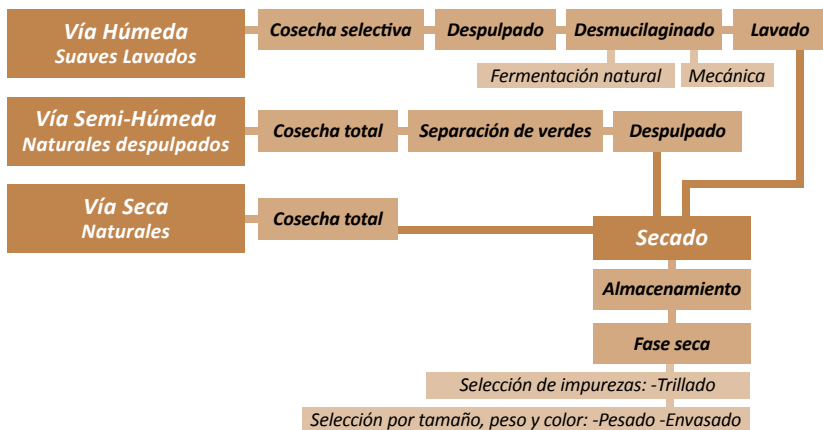 Vía Húmeda
Suaves Lavados
Cosecha selectiva
Despulpado
Desmucilaginado
Lavado
Fermentación natural
Mecánica
Vía Semi-Húmeda
Naturales despulpados
Cosecha total
Separación de verdes
Despulpado
Vía Seca
Naturales
Cosecha total
Secado
Almacenamiento
Fase seca
Selección de impurezas: -Trillado
Selección por tamaño, peso y color: -Pesado -Envasado